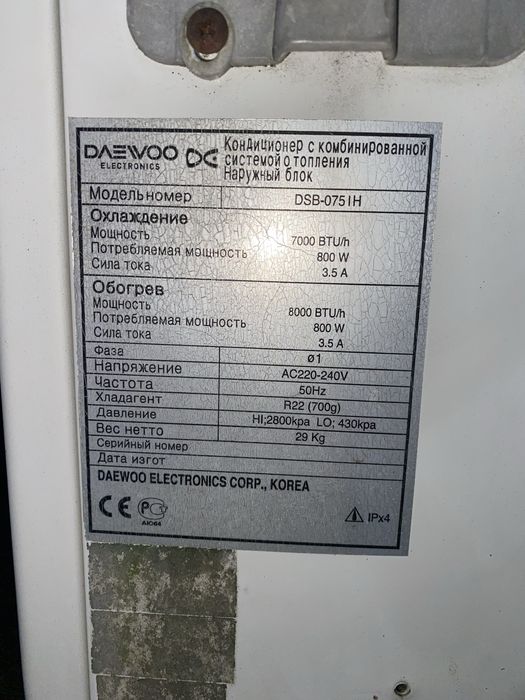 DAEWOO
ELECTRONICS
Кондиционер с комбинированной
системой о топления
Наружный блок
Модельномер DSB-0751H
Охлаждение
Мощность 7000 BTU/h
Потребляемая мощность 800 W
Сила тока 3.5 A
Обогрев
Мощность 8000 BTU/h
Потребляемая мощность 800 W
Сила тока 3.5 A
Фаза ø1
Напряжение AC220-240V
Частота 50Hz
Хладагент R22 (700g)
Давление HI;2800kpa LO; 430kpa
Вес нетто 29 Kg
Серийный номер
Дата изгот
DAEWOO ELECTRONICS CORP., KOREA
CE
АЮ64
IPx4